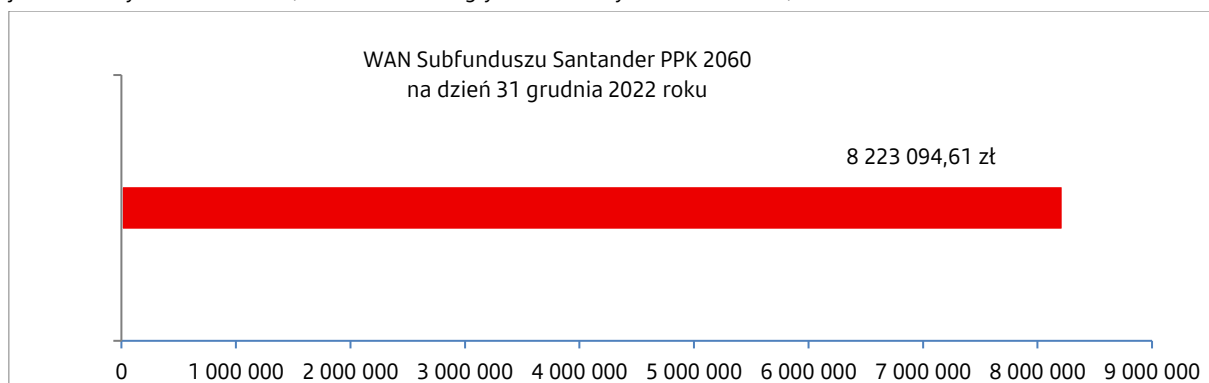 WAN Subfunduszu Santander PPK 2060
na dzień 31 grudnia 2022 roku
8 223 094,61 zł
0 1 000 000 2 000 000 3 000 000 4 000 000 5 000 000 6 000 000 7 000 000 8 000 000 9 000 000